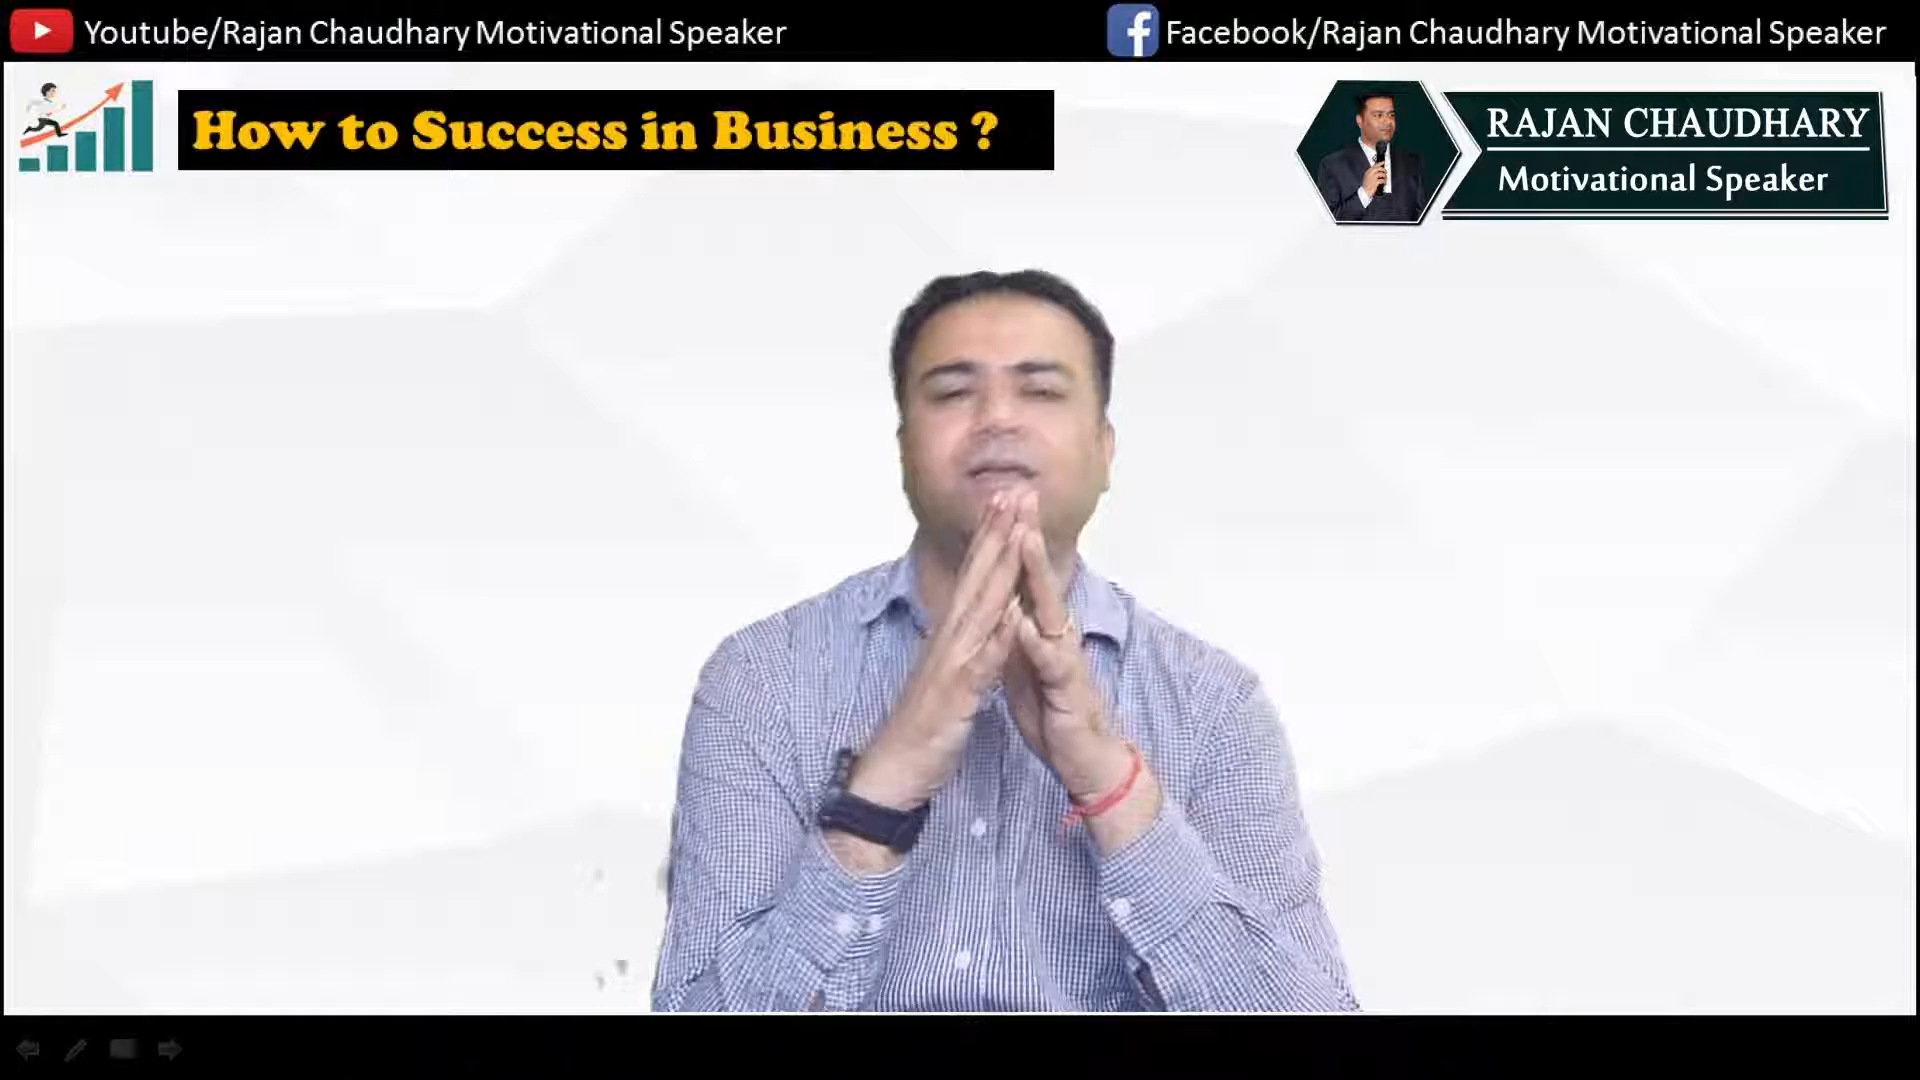 Youtube/Rajan Chaudhary Motivational Speaker
Facebook/Rajan Chaudhary Motivational Speaker
How to Success in Business ?
RAJAN CHAUDHARY
Motivational Speaker